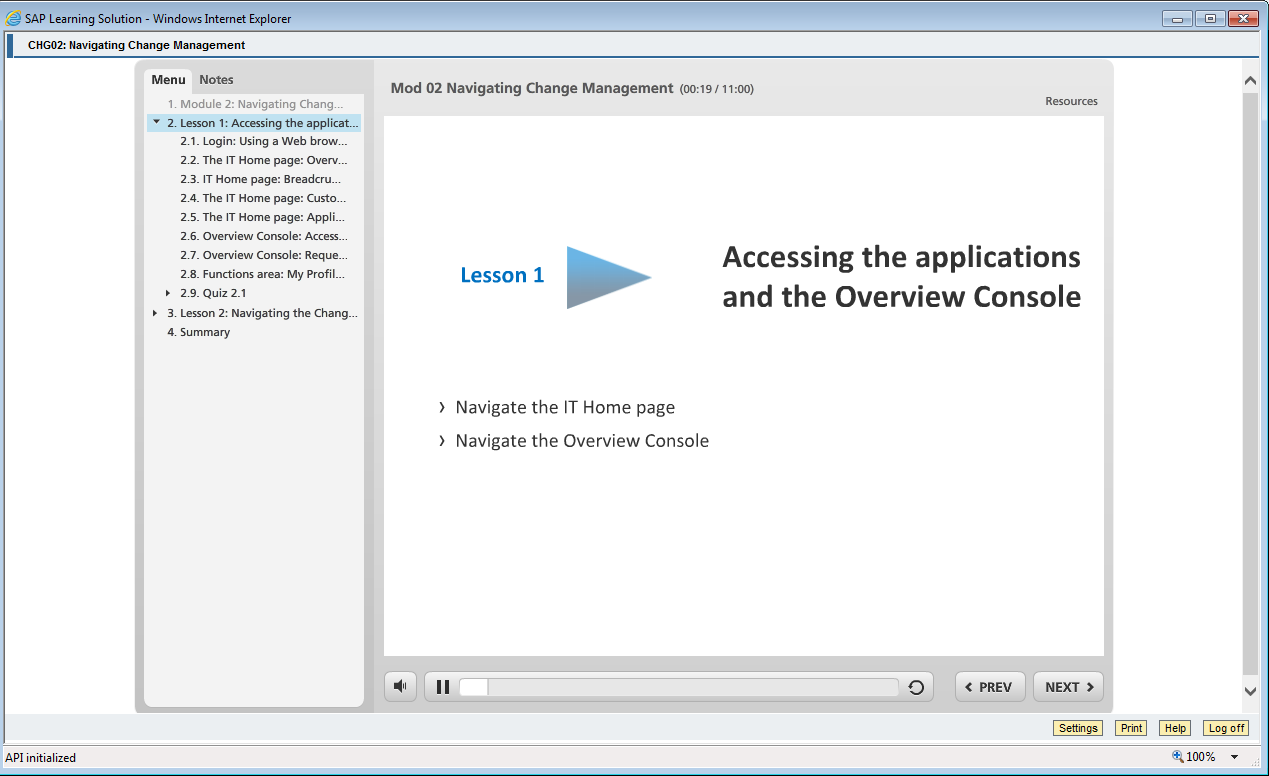 SAP Learning Solution - Windows Internet Explorer
CHG02: Navigating Change Management
Menu Notes
1. Module 2: Navigating Chang...
2. Lesson 1: Accessing the applicat...
2.1. Login: Using a Web brow...
2.2. The IT Home page: Overv...
2.3. IT Home page: Breadcru...
2.4. The IT Home page: Custo...
2.5. The IT Home page: Appli...
2.6. Overview Console: Access...
2.7. Overview Console: Reque...
2.8. Functions area: My Profil...
2.9. Quiz 2.1
3. Lesson 2: Navigating the Chang...
4. Summary
Mod 02 Navigating Change Management (00:19 / 11:00)
Resources
Lesson 1
Accessing the applications
and the Overview Console
› Navigate the IT Home page
› Navigate the Overview Console
PREV NEXT
Settings Print Help Log off
API initialized
100%